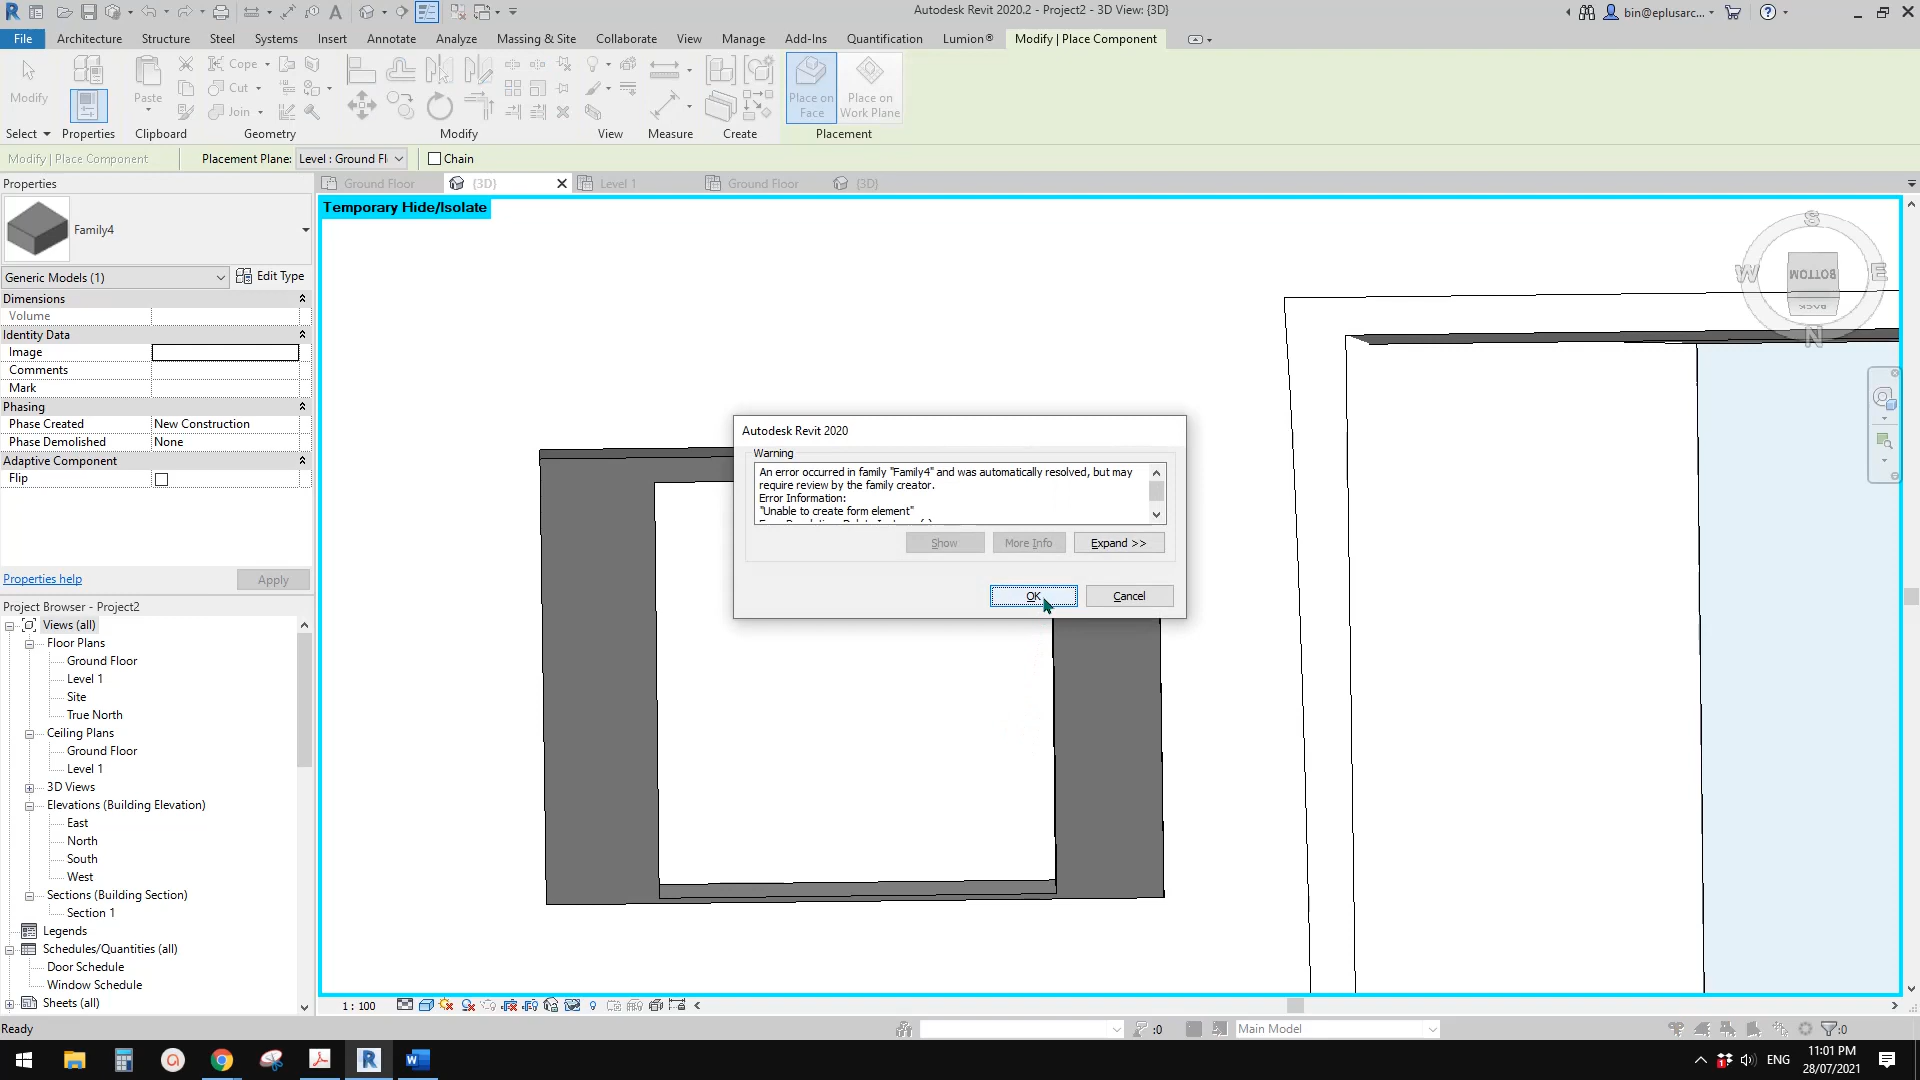 Autodesk Revit 2020.2 - Project2 - 3D View: {3D}
bin@eplusarc...
File
Architecture
Structure
Steel
Systems
Insert
Annotate
Analyze
Massing & Site
Collaborate
View
Manage
Add-Ins
Quantification
Lumion®
Modify | Place Component
Modify
Paste
Cope
Cut
Join
Place on
Face
Place on
Work Plane
Select
Properties
Clipboard
Geometry
Modify
View
Measure
Create
Placement
Modify | Place Component
Placement Plane:
Level : Ground Fl
Chain
Properties
Ground Floor
{3D}
Level 1
Ground Floor
{3D}
Family4
Generic Models (1)
Edit Type
Dimensions
Volume
Identity Data
Image
Comments
Mark
Phasing
Phase Created
New Construction
Phase Demolished
None
Adaptive Component
Flip
Properties help
Apply
Project Browser - Project2
Views (all)
Floor Plans
Ground Floor
Level 1
Site
True North
Ceiling Plans
Ground Floor
Level 1
3D Views
Elevations (Building Elevation)
East
North
South
West
Sections (Building Section)
Section 1
Legends
Schedules/Quantities (all)
Door Schedule
Window Schedule
Sheets (all)
Temporary Hide/Isolate
S
W
BOTTOM
E
BACK
N
Autodesk Revit 2020
Warning
An error occurred in family "Family4" and was automatically resolved, but may
require review by the family creator.
Error Information:
"Unable to create form element"
Show
More Info
Expand >>
OK
Cancel
1 : 100
Ready
:0
Main Model
:0
ENG
11:01 PM
28/07/2021